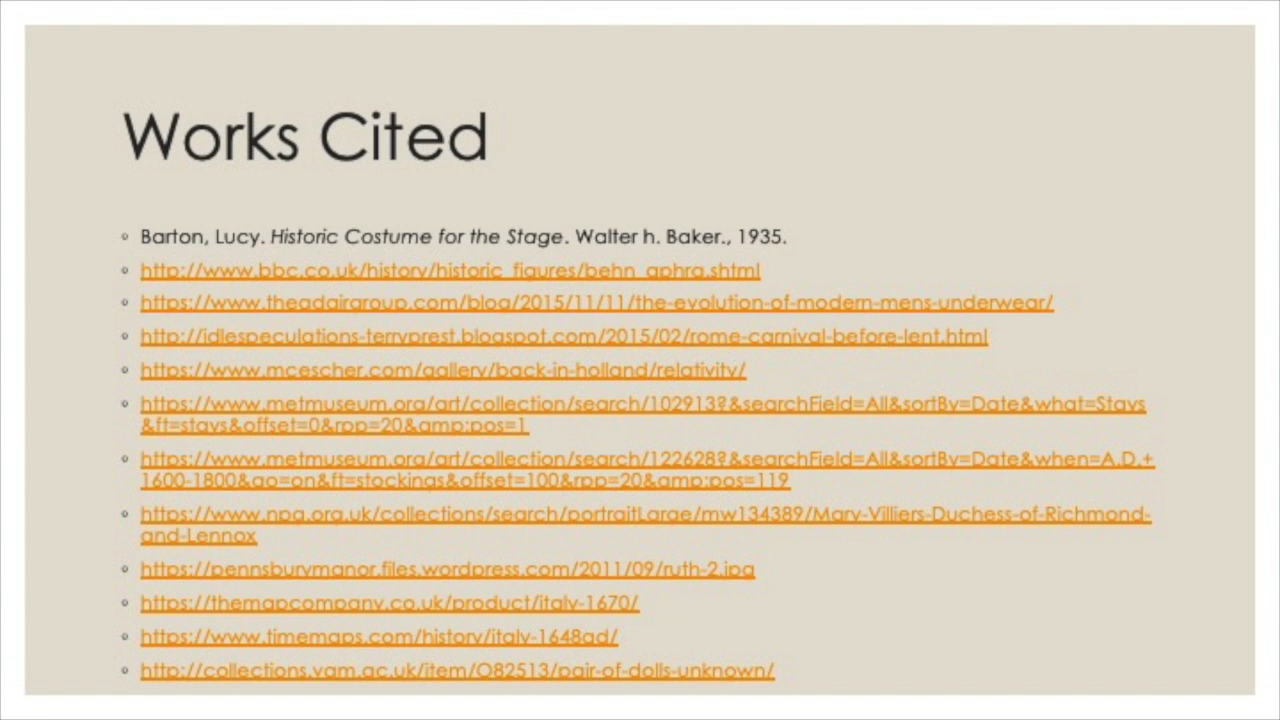 Works Cited
Barton, Lucy. Historic Costume for the Stage. Walter h. Baker., 1935.
http://www.bbc.co.uk/history/historic_figures/behn_aphra.shtml
https://www.theadairgroup.com/blog/2015/11/11/the-evolution-of-modern-mens-underwear/
http://idlespeculations-terryprest.blogspot.com/2015/02/rome-carnival-before-lent.html
https://www.mcescher.com/gallery/back-in-holland/relativity/
https://www.metmuseum.org/art/collection/search/102913?&searchField=All&sortBy=Date&what=Stays
&ft=stays&offset=0&rpp=20&amp;pos=1
https://www.metmuseum.org/art/collection/search/122628?&searchField=All&sortBy=Date&when=A.D.+
1600-1800&ao=on&ft=stockings&offset=100&rpp=20&amp;pos=119
https://www.npg.org.uk/collections/search/portraitLarge/mw134389/Mary-Villiers-Duchess-of-Richmond-
and-Lennox
https://pennsburymanor.files.wordpress.com/2011/09/ruth-2.jpg
https://themapcompany.co.uk/product/italy-1670/
https://www.timemaps.com/history/italy-1648ad/
http://collections.vam.ac.uk/item/O82513/pair-of-dolls-unknown/